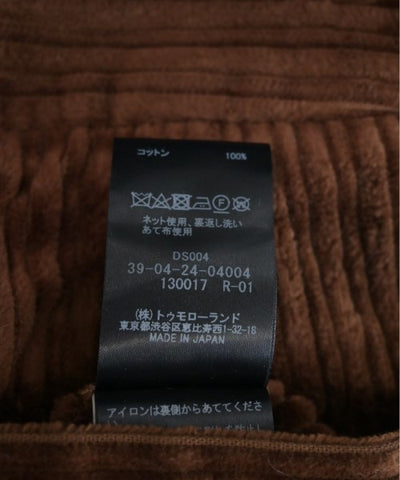 コットン 100%
ネット使用、裏返し洗い
あて布使用
DS004
39-04-24-04004
130017 R-01
(株)トゥモローランド
東京都渋谷区恵比寿西1-32-18
MADE IN JAPAN
アイロンは裏側からあててくださ